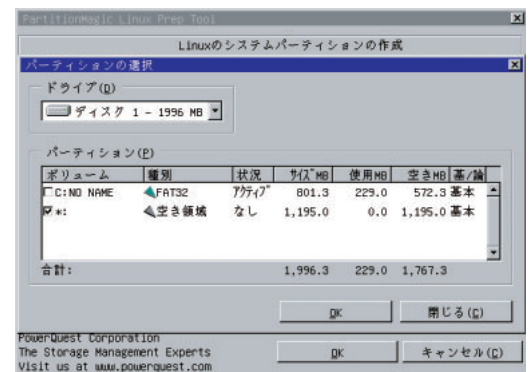 PartitionMagic Linux Prep Tool
Linuxのシステムパーティションの作成
パーティションの選択
ドライブ(D)
ディスク 1 - 1996 MB
パーティション(P)
ボリューム 種別 状況 サイズMB 使用MB 空きMB 基/論
C:NO NAME FAT32 アクティブ 801.3 229.0 572.3 基本
*: 空き領域 なし 1,195.0 0.0 1,195.0 基本
合計: 1,996.3 229.0 1,767.3
OK 閉じる(C)
PowerQuest Corporation
The Storage Management Experts
Visit us at www.powerquest.com
OK キャンセル(C)